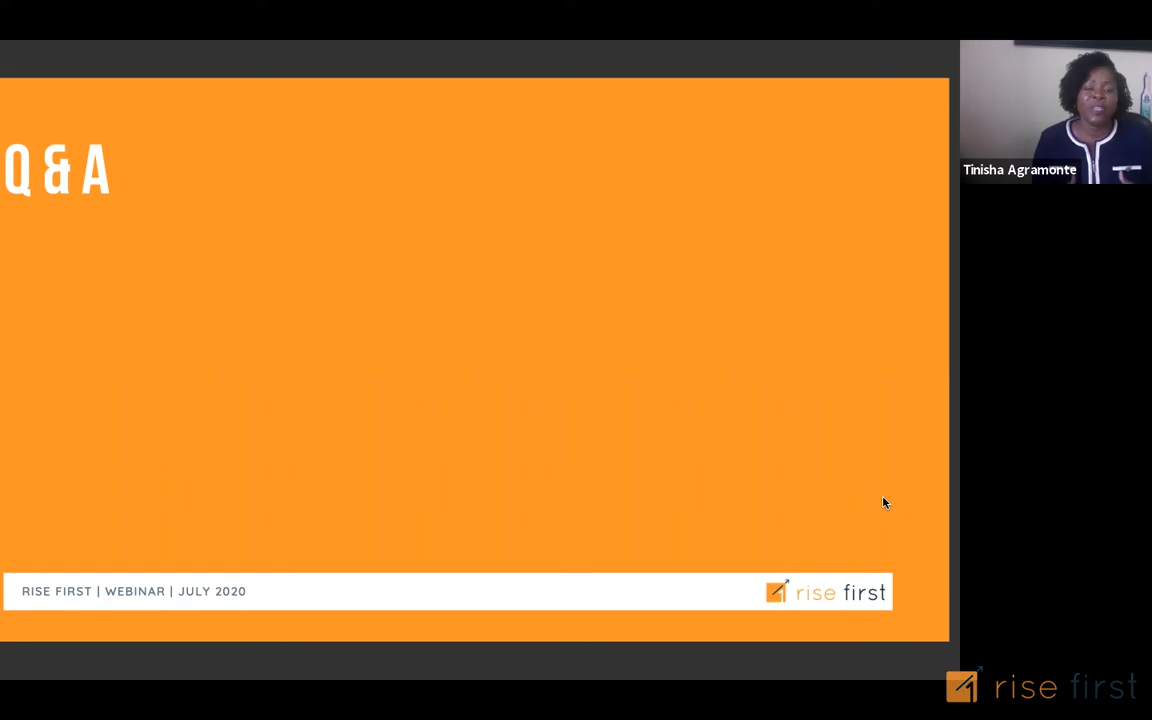 Q&A
Tinisha Agramonte
RISE FIRST | WEBINAR | JULY 2020
rise first
rise first